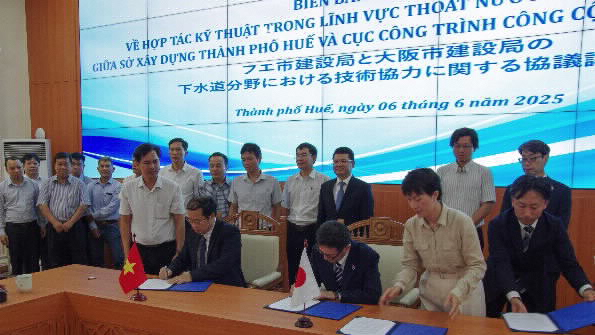 BIÊN BẢN
VỀ HỢP TÁC KỸ THUẬT TRONG LĨNH VỰC THOÁT NƯỚC
GIỮA SỞ XÂY DỰNG THÀNH PHỐ HUẾ VÀ CỤC CÔNG TRÌNH CÔNG CỘ
フエ市建設局と大阪市建設局の
下水道分野における技術協力に関する協議議
Thành phố Huế, ngày 06 tháng 6 năm 2025